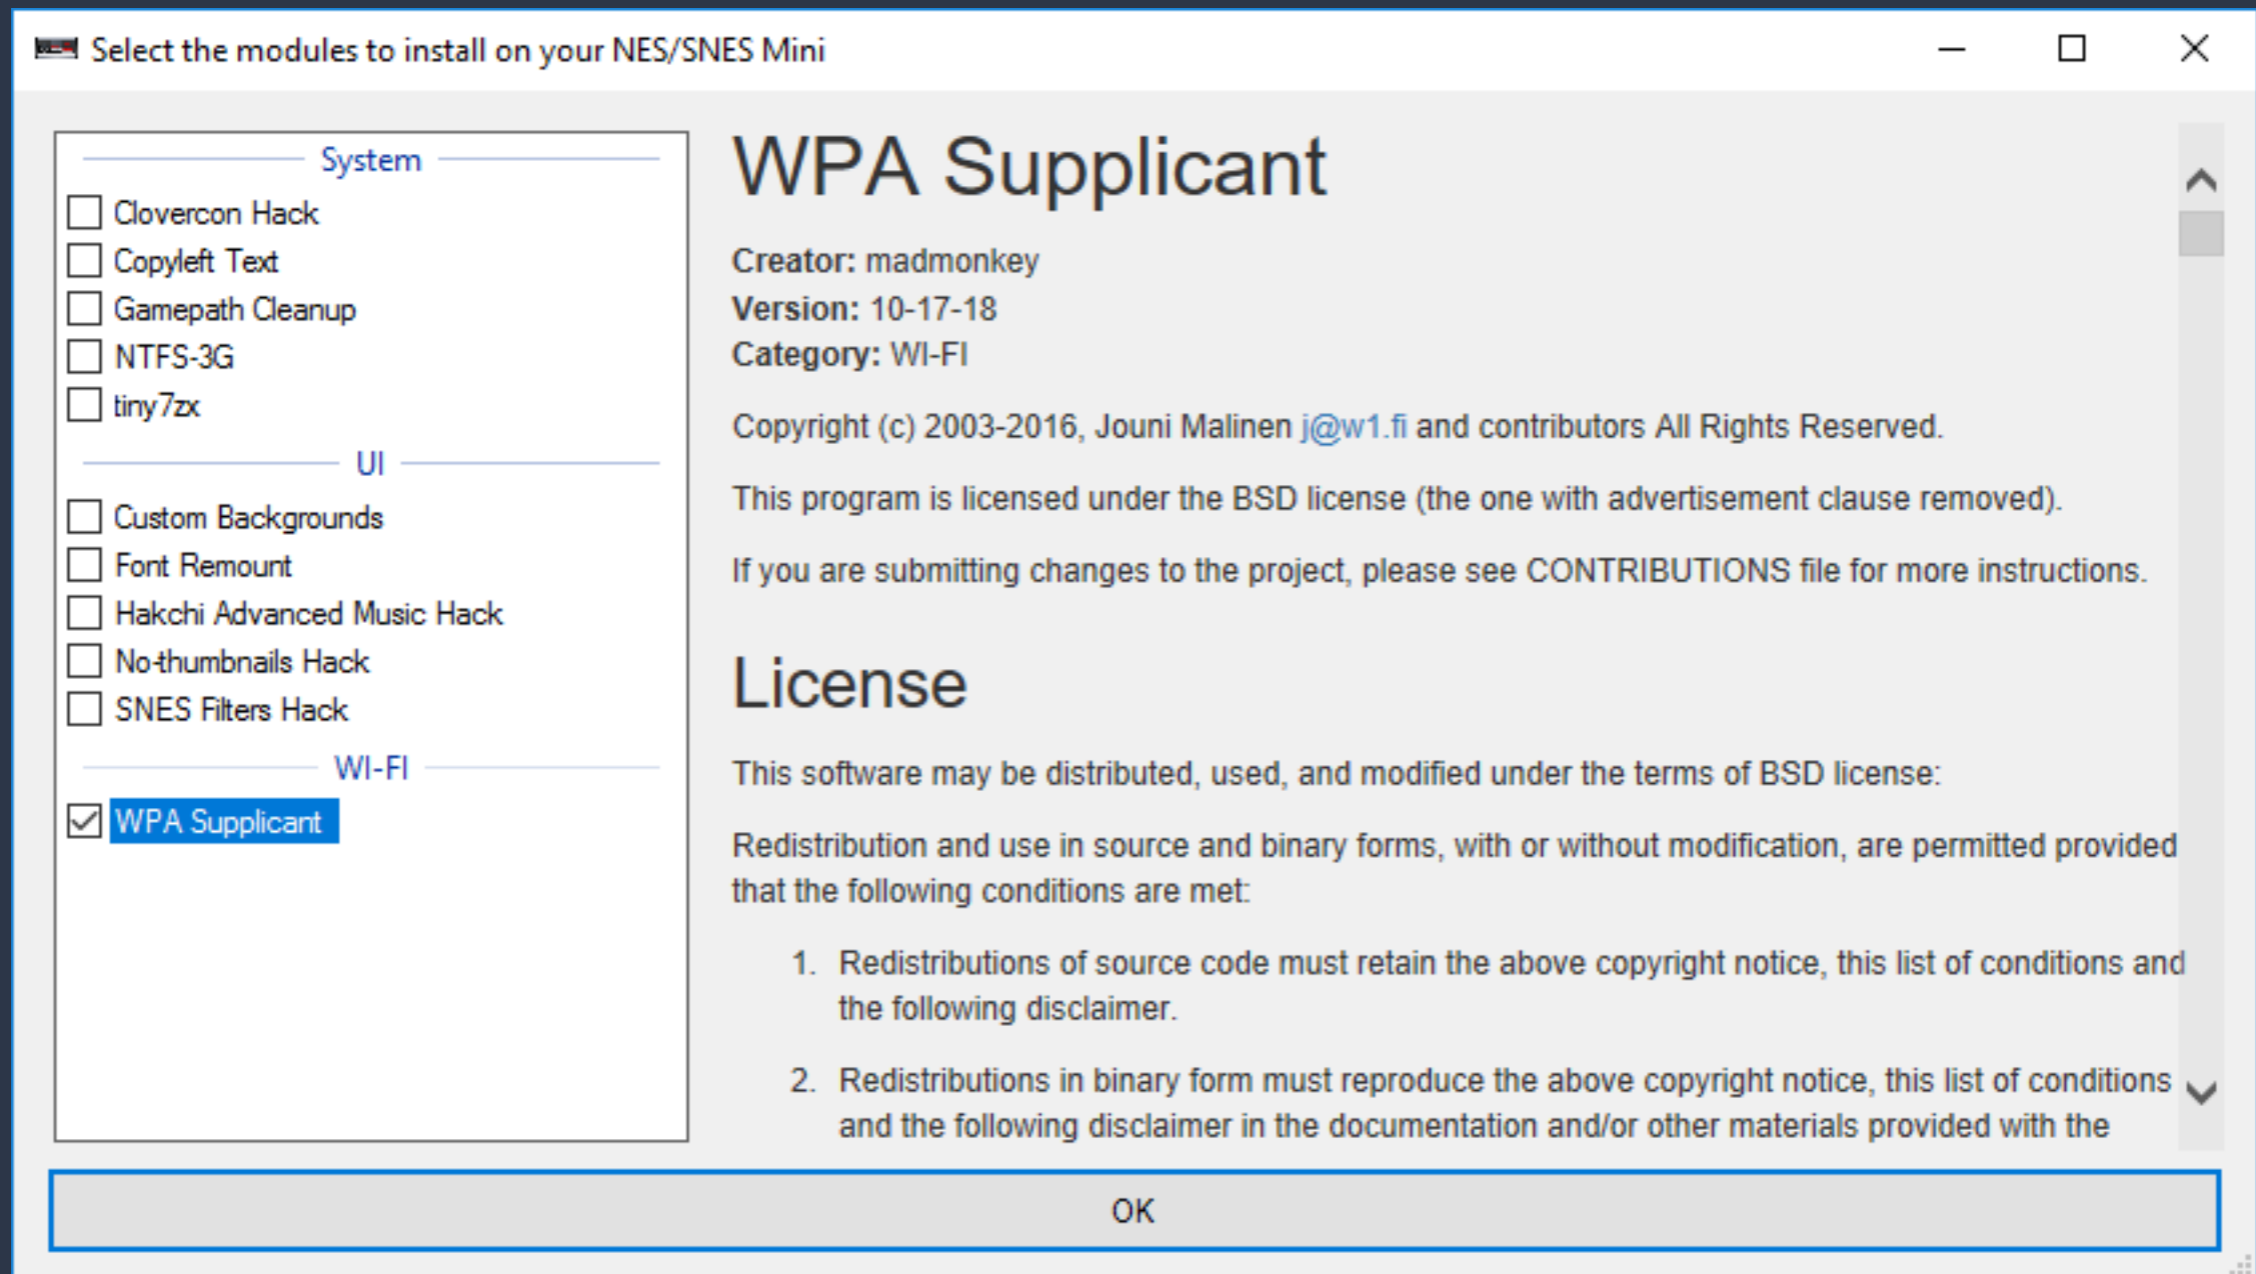 Select the modules to install on your NES/SNES Mini
System
Clovercon Hack
Copyleft Text
Gamepath Cleanup
NTFS-3G
tiny7zx
UI
Custom Backgrounds
Font Remount
Hakchi Advanced Music Hack
No-thumbnails Hack
SNES Filters Hack
WI-FI
WPA Supplicant
WPA Supplicant
Creator: madmonkey
Version: 10-17-18
Category: WI-FI
Copyright (c) 2003-2016, Jouni Malinen j@w1.fi and contributors All Rights Reserved.
This program is licensed under the BSD license (the one with advertisement clause removed).
If you are submitting changes to the project, please see CONTRIBUTIONS file for more instructions.
License
This software may be distributed, used, and modified under the terms of BSD license:
Redistribution and use in source and binary forms, with or without modification, are permitted provided
that the following conditions are met:
1. Redistributions of source code must retain the above copyright notice, this list of conditions and
the following disclaimer.
2. Redistributions in binary form must reproduce the above copyright notice, this list of conditions
and the following disclaimer in the documentation and/or other materials provided with the
OK